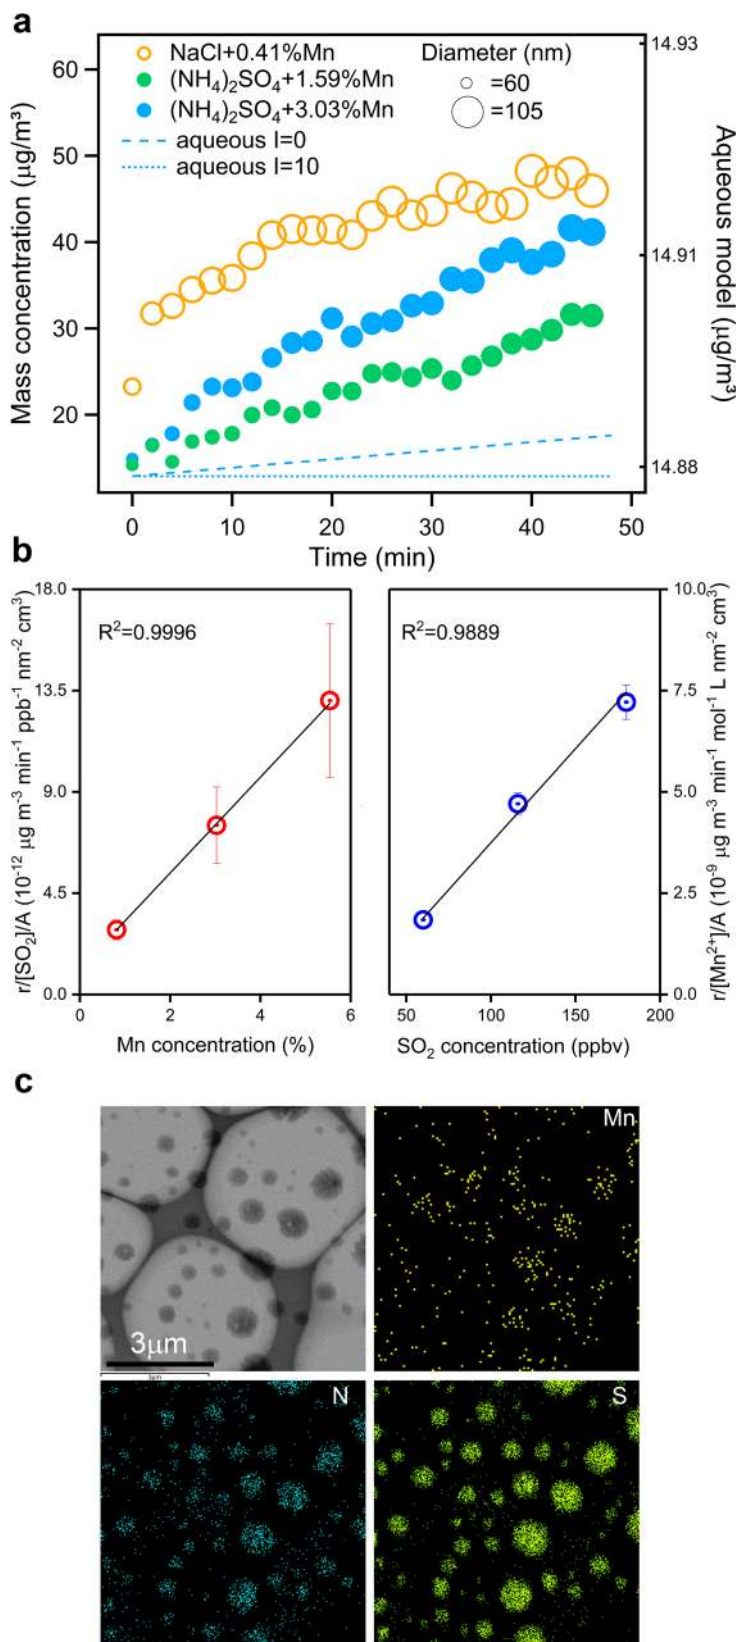 a
NaCl+0.41%Mn
(NH₄)₂SO₄+1.59%Mn
(NH₄)₂SO₄+3.03%Mn
aqueous I=0
aqueous I=10
Diameter (nm)
=60
=105
60
50
40
30
20
Mass concentration (μg/m³)
14.93
14.91
14.88
Aqueous model (μg/m³)
0
10
20
30
40
50
Time (min)
b
R²=0.9996
18.0
13.5
9.0
4.5
0.0
r/[SO₂]/A (10⁻¹² μg m⁻³ min⁻¹ ppb⁻¹ nm⁻² cm³)
0
2
4
6
Mn concentration (%)
R²=0.9889
10.0
7.5
5.0
2.5
0.0
r/[Mn²⁺]/A (10⁻⁹ μg m⁻³ min⁻¹ mol⁻¹ L nm⁻² cm³)
50
100
150
200
SO₂ concentration (ppbv)
c
3μm
3μm
Mn
N
S